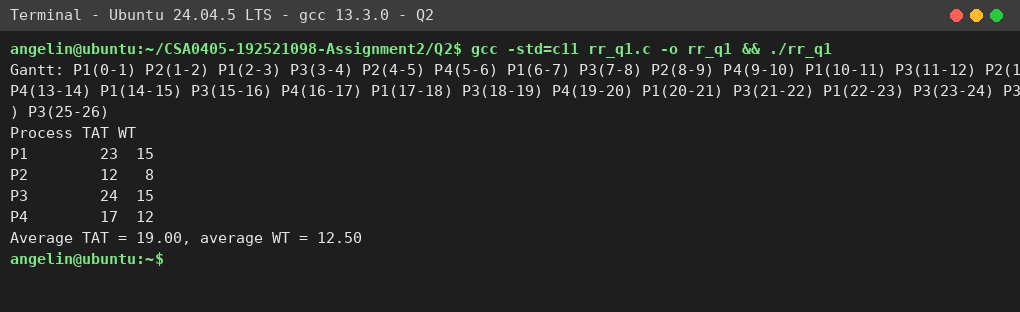 Terminal - Ubuntu 24.04.5 LTS - gcc 13.3.0 - Q2
angelin@ubuntu:~/CSA0405-192521098-Assignment2/Q2$ gcc -std=c11 rr_q1.c -o rr_q1 && ./rr_q1
Gantt: P1(0-1) P2(1-2) P1(2-3) P3(3-4) P2(4-5) P4(5-6) P1(6-7) P3(7-8) P2(8-9) P4(9-10) P1(10-11) P3(11-12) P2(1
P4(13-14) P1(14-15) P3(15-16) P4(16-17) P1(17-18) P3(18-19) P4(19-20) P1(20-21) P3(21-22) P1(22-23) P3(23-24) P3
) P3(25-26)
Process TAT WT
P1 23 15
P2 12 8
P3 24 15
P4 17 12
Average TAT = 19.00, average WT = 12.50
angelin@ubuntu:~$